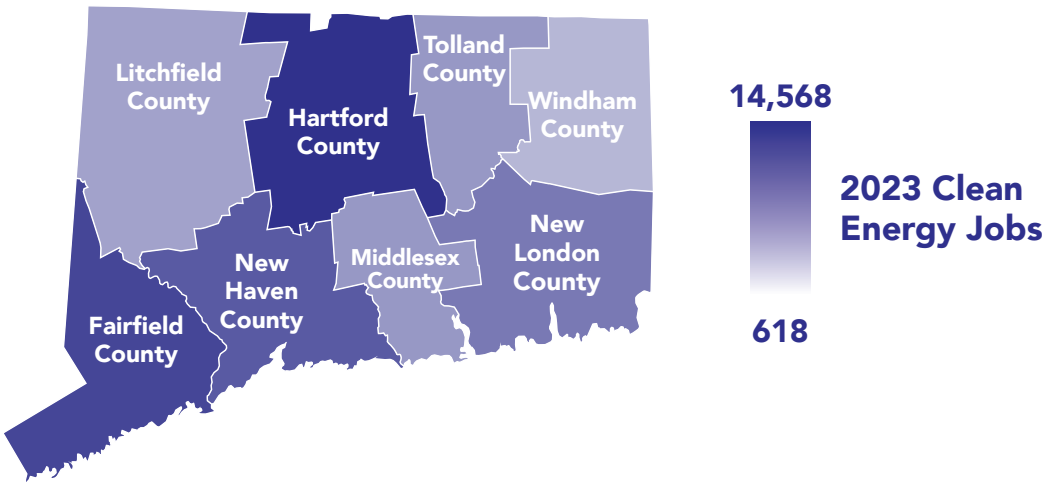 Litchfield
County
Hartford
County
Tolland
County
Windham
County
New
London
County
Middlesex
County
New
Haven
County
Fairfield
County
14,568
2023 Clean
Energy Jobs
618